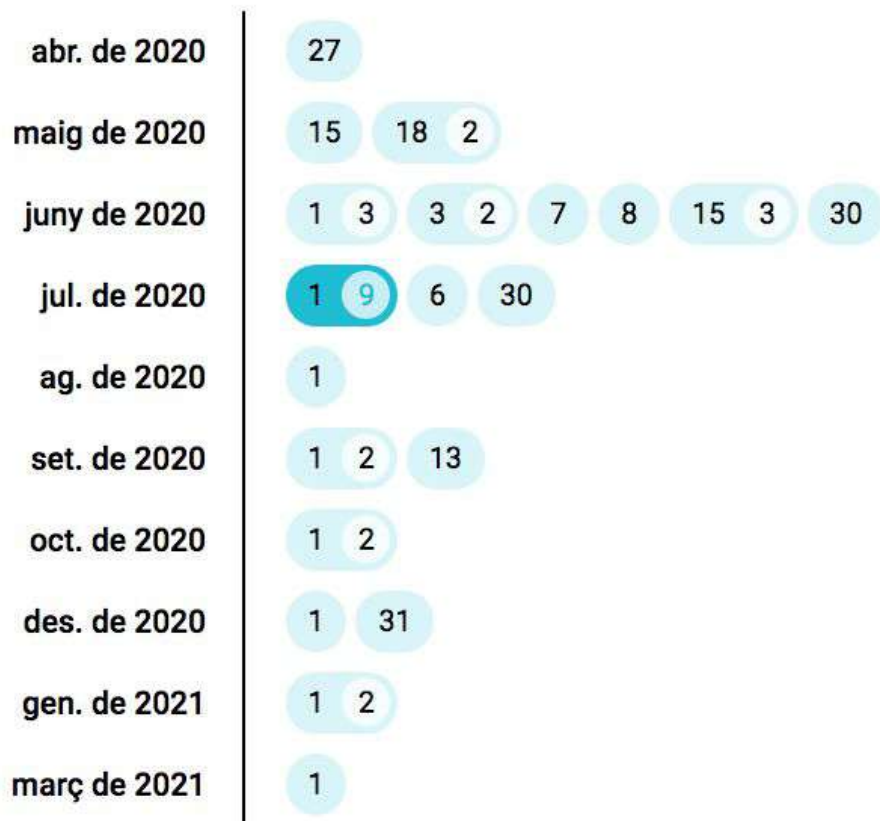 abr. de 2020 27
maig de 2020 15 18 2
juny de 2020 1 3 3 2 7 8 15 3 30
jul. de 2020 1 9 6 30
ag. de 2020 1
set. de 2020 1 2 13
oct. de 2020 1 2
des. de 2020 1 31
gen. de 2021 1 2
març de 2021 1